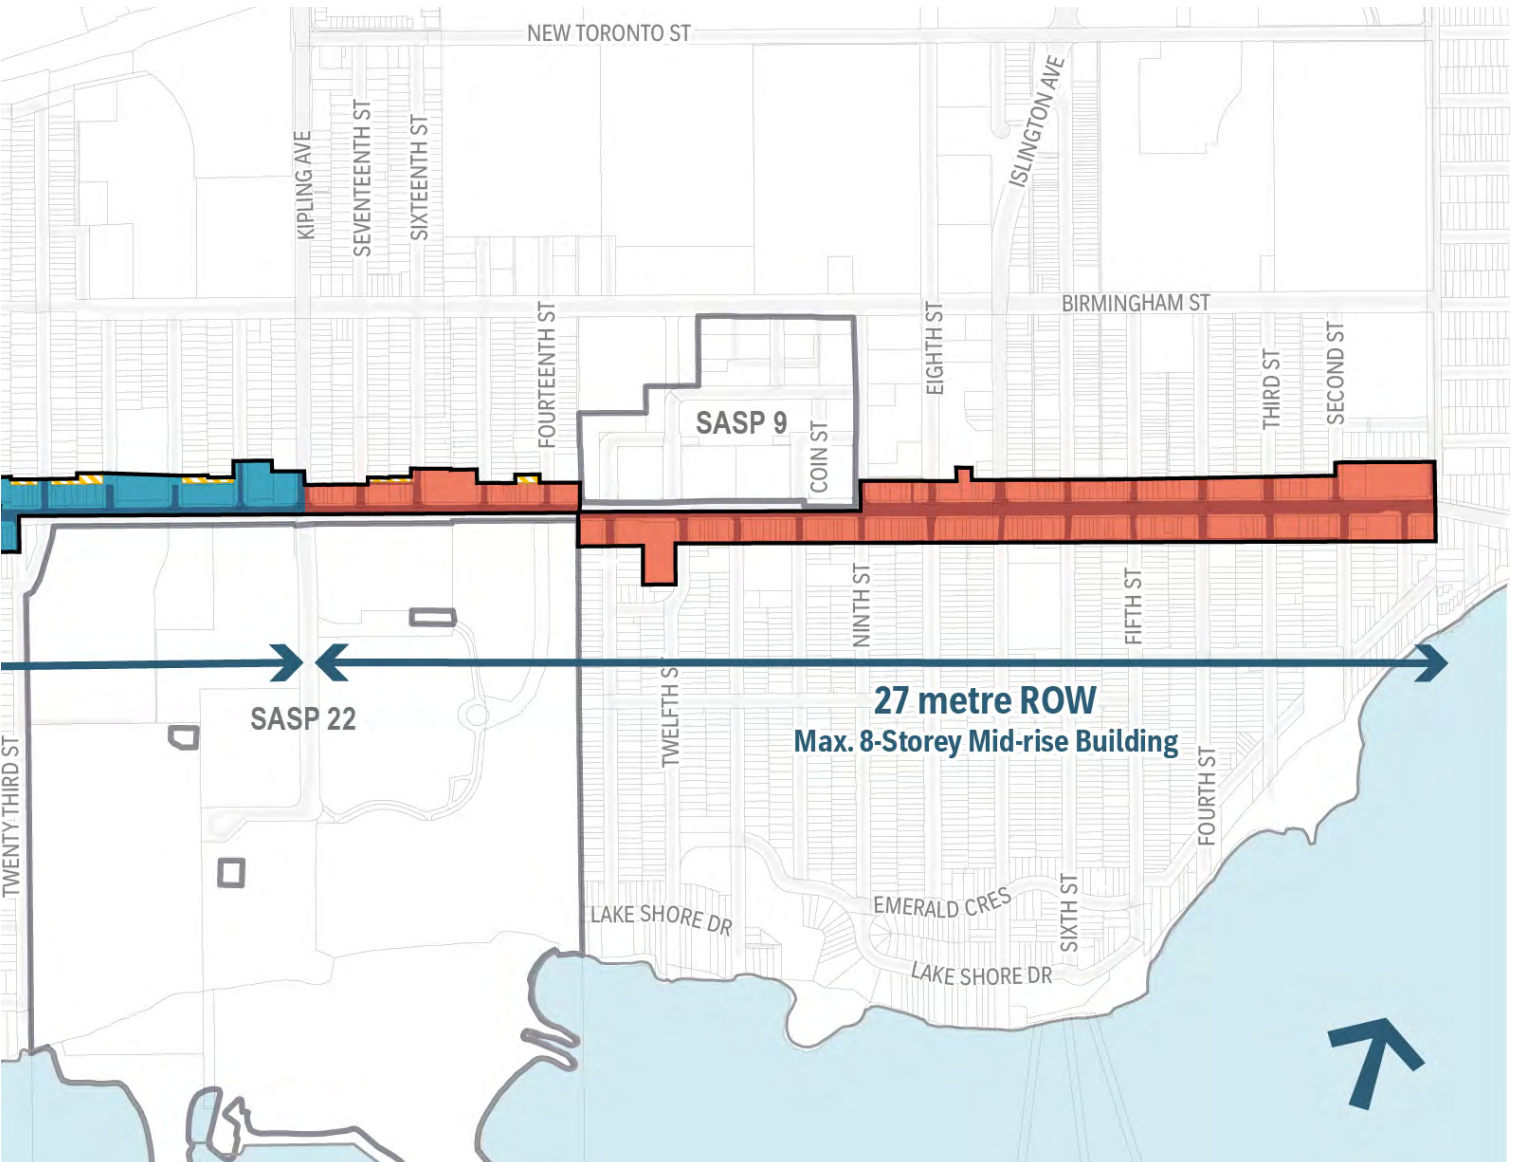 NEW TORONTO ST
ISLINGTON AVE
KIPLING AVE
SEVENTEENTH ST
SIXTEENTH ST
BIRMINGHAM ST
FOURTEENTH ST
EIGHTH ST
THIRD ST
SECOND ST
SASP 9
COIN ST
NINTH ST
FIFTH ST
TWELFTH ST
27 metre ROW
Max. 8-Storey Mid-rise Building
SASP 22
TWENTY THIRD ST
FOURTH ST
LAKE SHORE DR
EMERALD CRES
SIXTH ST
LAKE SHORE DR